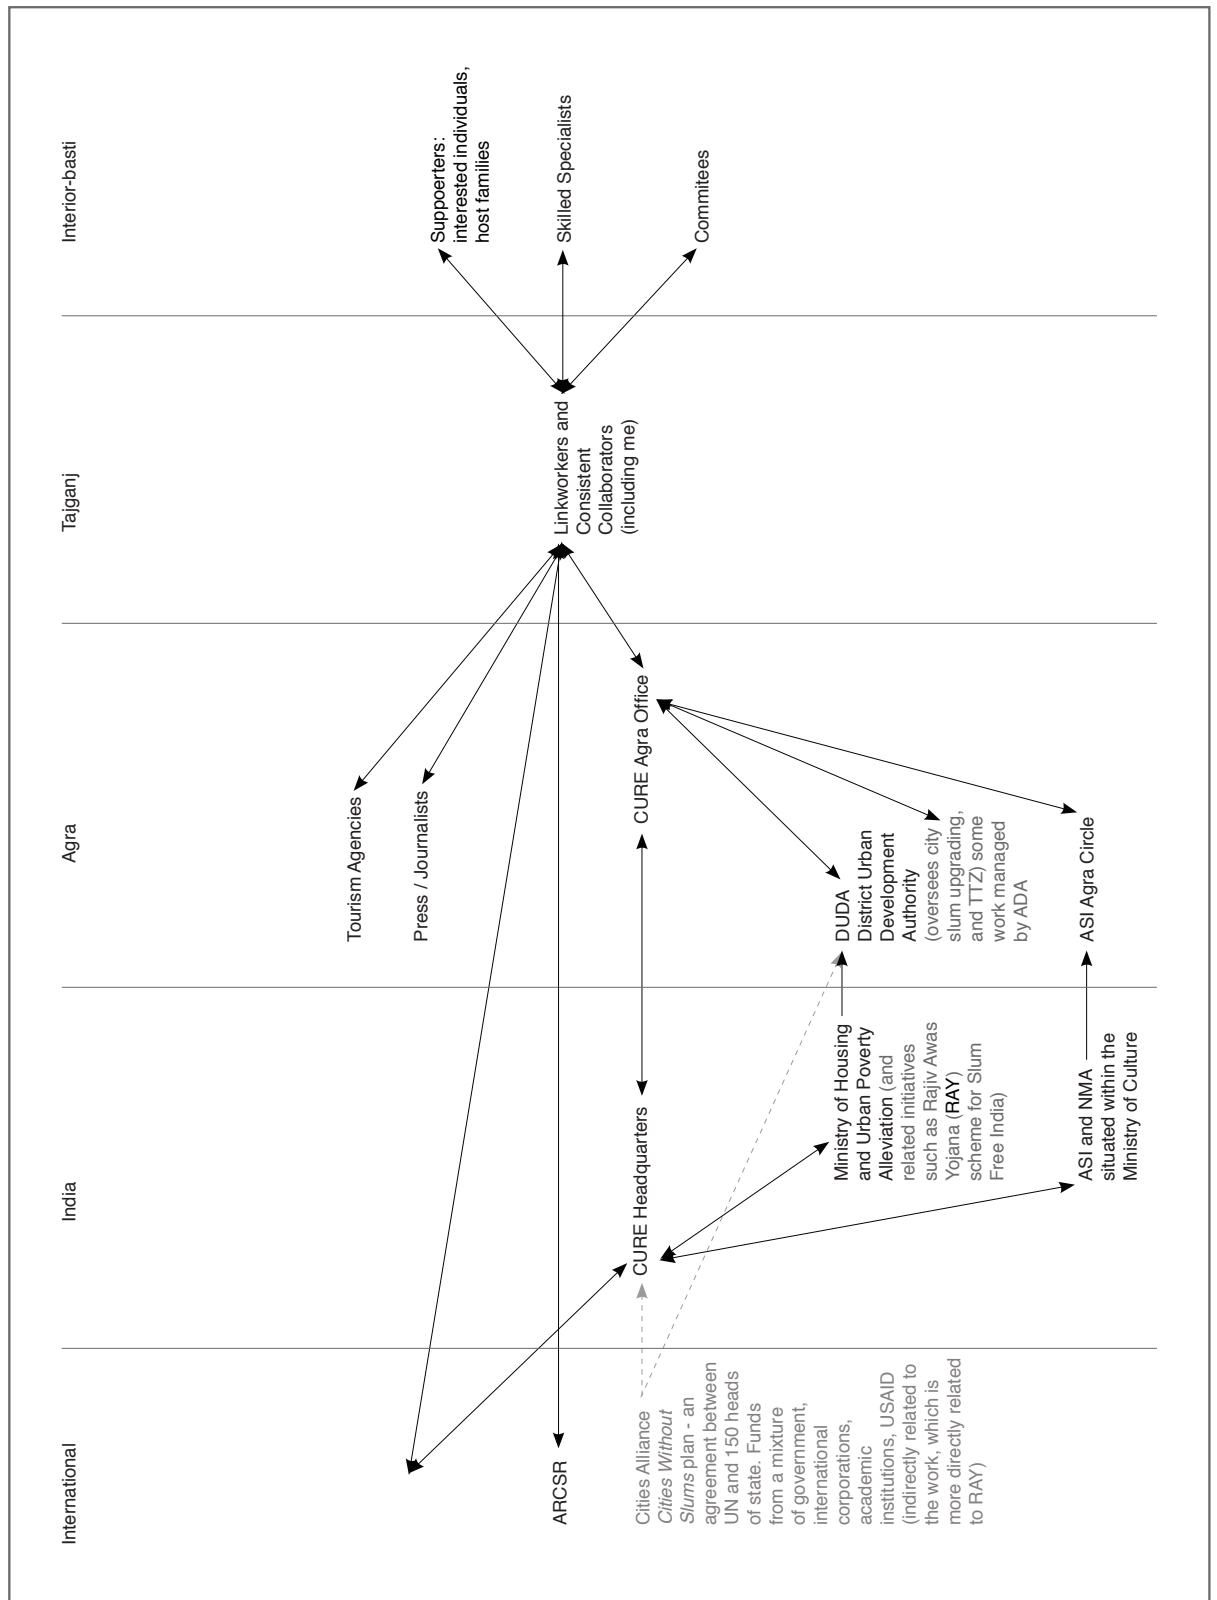 International
India
Agra
Tajganj
Interior-basti
Tourism Agencies
Press / Journalists
Suppoerters:
interested individuals,
host families
ARCSR
Linkworkers and
Consistent
Collaborators
(including me)
Skilled Specialists
Commitees
Cities Alliance
Cities Without
Slums plan - an
agreement between
UN and 150 heads
of state. Funds
from a mixture
of government,
international
corporations,
academic
institutions, USAID
(indirectly related to
the work, which is
more directly related
to RAY)
CURE Headquarters
CURE Agra Office
Ministry of Housing
and Urban Poverty
Alleviation (and
related initiatives
such as Rajiv Awas
Yojana (RAY)
scheme for Slum
Free India)
DUDA
District Urban
Development
Authority
(oversees city
slum upgrading,
and TTZ) some
work managed
by ADA
ASI and NMA
situated within the
Ministry of Culture
ASI Agra Circle